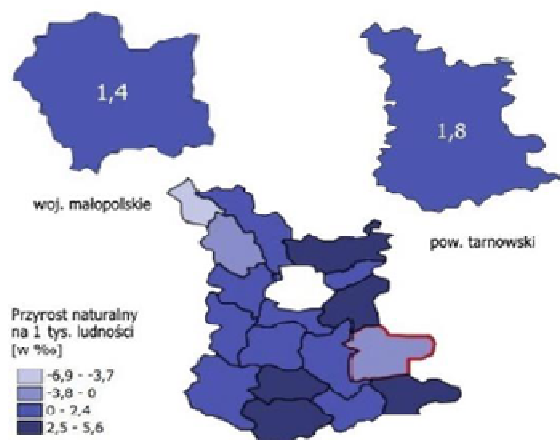 1,4
1,8
woj. małopolskie
pow. tarnowski
Przyrost naturalny
na 1 tys. ludności
[w ‰]
-6,9 - -3,7
-3,8 - 0
0 - 2,4
2,5 - 5,6